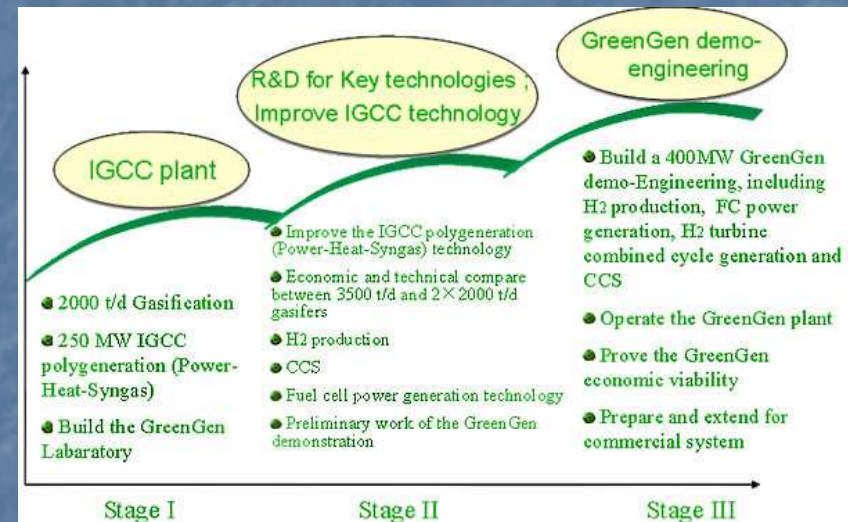 IGCC plant
2000 t/d Gasification
250 MW IGCC
polygeneration (Power-
Heat-Syngas)
Build the GreenGen
Labaratory
Stage I
R&D for Key technologies ;
Improve IGCC technology
Improve the IGCC polygeneration
(Power-Heat-Syngas) technology
Economic and technical compare
between 3500 t/d and 2×2000 t/d
gasifers
H2 production
CCS
Fuel cell power generation technology
Preliminary work of the GreenGen
demonstration
Stage II
GreenGen demo-
engineering
Build a 400MW GreenGen
demo-Engineering, including
H2 production, FC power
generation, H2 turbine
combined cycle generation and
CCS
Operate the GreenGen plant
Prove the GreenGen
economic viability
Prepare and extend for
commercial system
Stage III